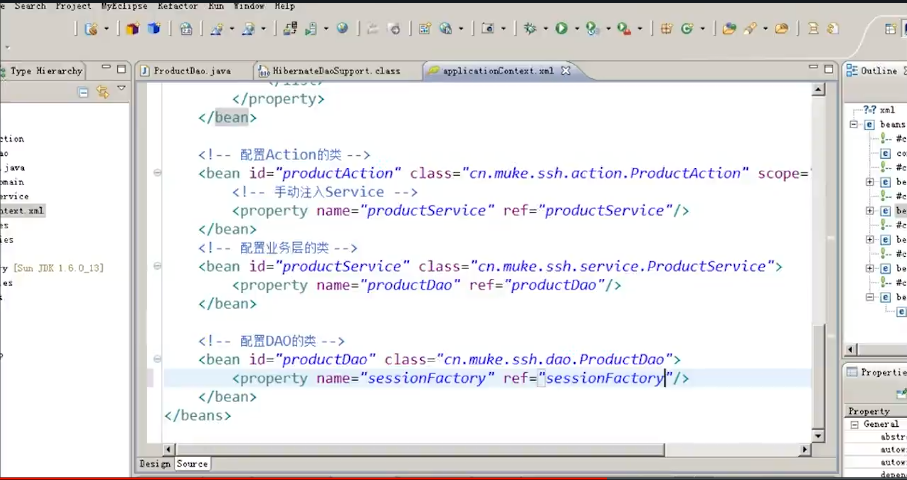 Search Project MyEclipse Refactor Run Window Help
Type Hierarchy
ProductDao.java
HibernateDaoSupport.class
applicationContext.xml
Outline
</property>
</bean>
<!-- 配置Action的类 -->
<bean id="productAction" class="cn.muke.ssh.action.ProductAction" scope=
<!-- 手动注入Service -->
<property name="productService" ref="productService"/>
</bean>
<!-- 配置业务层的类 -->
<bean id="productService" class="cn.muke.ssh.service.ProductService">
<property name="productDao" ref="productDao"/>
</bean>
<!-- 配置DAO的类 -->
<bean id="productDao" class="cn.muke.ssh.dao.ProductDao">
<property name="sessionFactory" ref="sessionFactory"/>
</bean>
</beans>
Design Source
ction
ao
.java
omain
ervice
ntext.xml
es
ies
y [Sun JDK 1.6.0_13]
es
?? xml
e beans
#c
co
#c
be
be
be
#c
be
#c
be
Properties
Property
General
abstra
autow
autow
depend